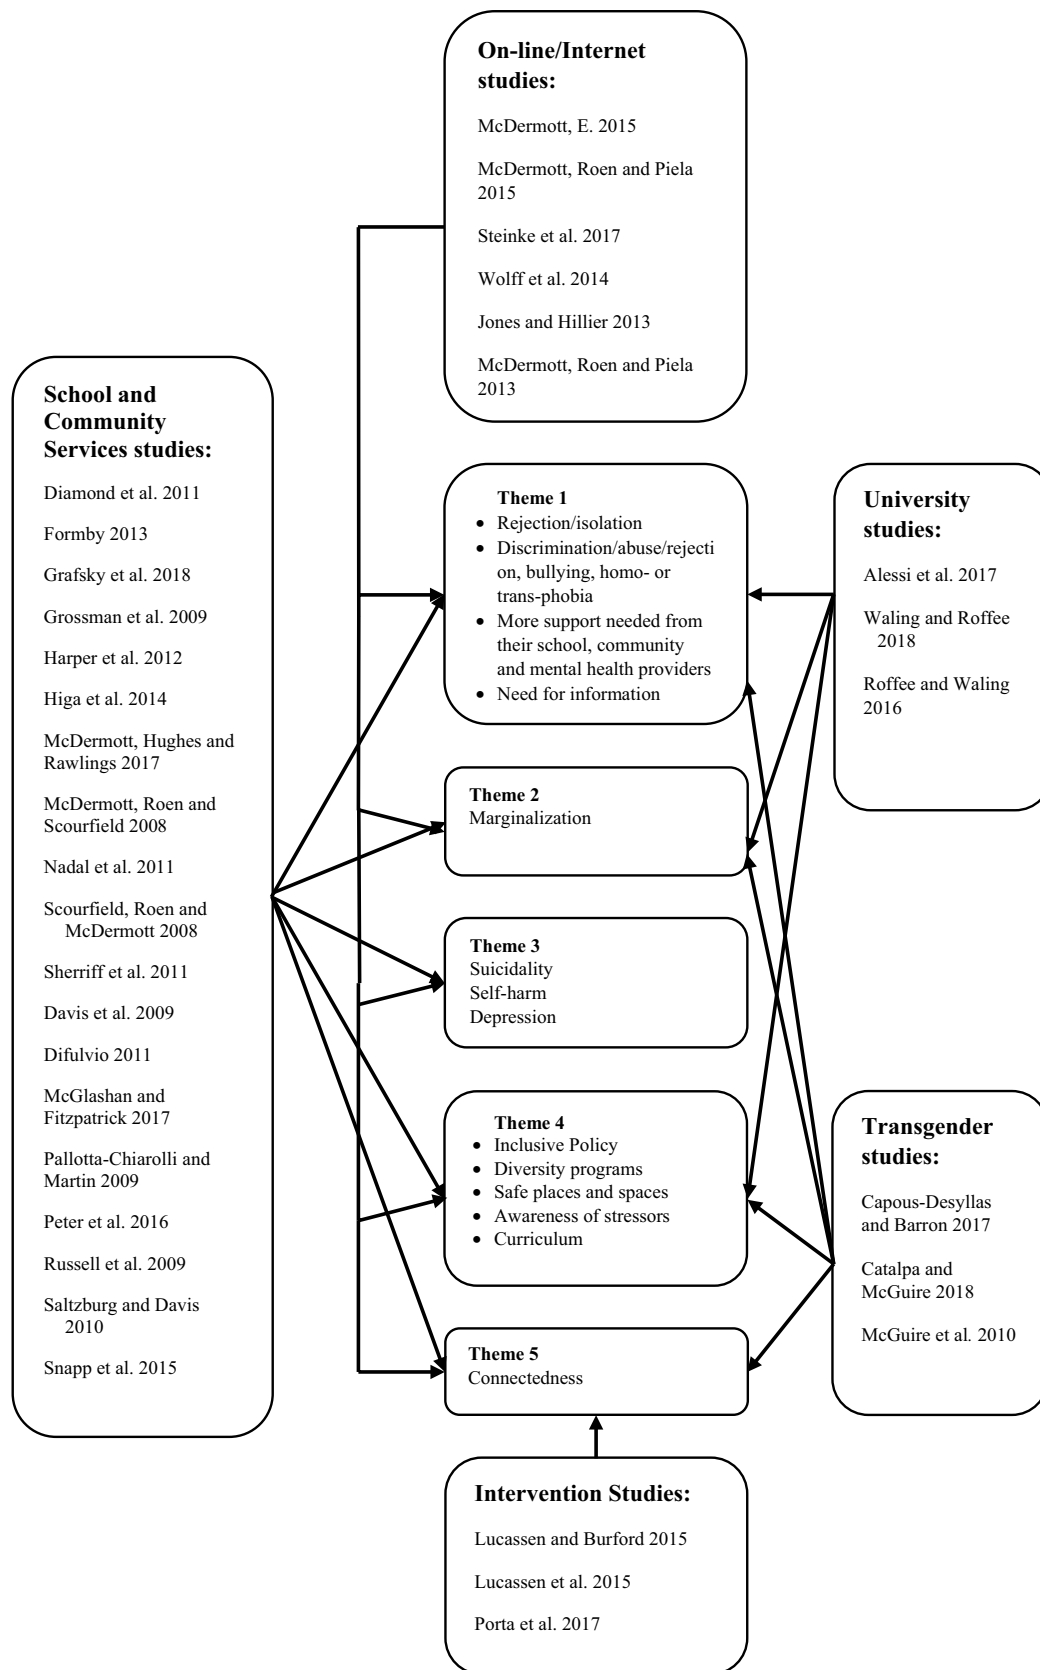 On-line/Internet
studies:
McDermott, E. 2015
McDermott, Roen and Piela
2015
Steinke et al. 2017
Wolff et al. 2014
Jones and Hillier 2013
McDermott, Roen and Piela
2013
School and
Community
Services studies:
Diamond et al. 2011
Formby 2013
Grafsky et al. 2018
Grossman et al. 2009
Harper et al. 2012
Higa et al. 2014
McDermott, Hughes and
Rawlings 2017
McDermott, Roen and
Scourfield 2008
Nadal et al. 2011
Scourfield, Roen and
McDermott 2008
Sherriff et al. 2011
Davis et al. 2009
Difulvio 2011
McGlashan and
Fitzpatrick 2017
Pallotta-Chiarolli and
Martin 2009
Peter et al. 2016
Russell et al. 2009
Saltzburg and Davis
2010
Snapp et al. 2015
Theme 1
• Rejection/isolation
• Discrimination/abuse/rejecti
on, bullying, homo- or
trans-phobia
• More support needed from
their school, community
and mental health providers
• Need for information
Theme 2
Marginalization
Theme 3
Suicidality
Self-harm
Depression
Theme 4
• Inclusive Policy
• Diversity programs
• Safe places and spaces
• Awareness of stressors
• Curriculum
Theme 5
Connectedness
University
studies:
Alessi et al. 2017
Waling and Roffee
2018
Roffee and Waling
2016
Transgender
studies:
Capous-Desyllas
and Barron 2017
Catalpa and
McGuire 2018
McGuire et al. 2010
Intervention Studies:
Lucassen and Burford 2015
Lucassen et al. 2015
Porta et al. 2017